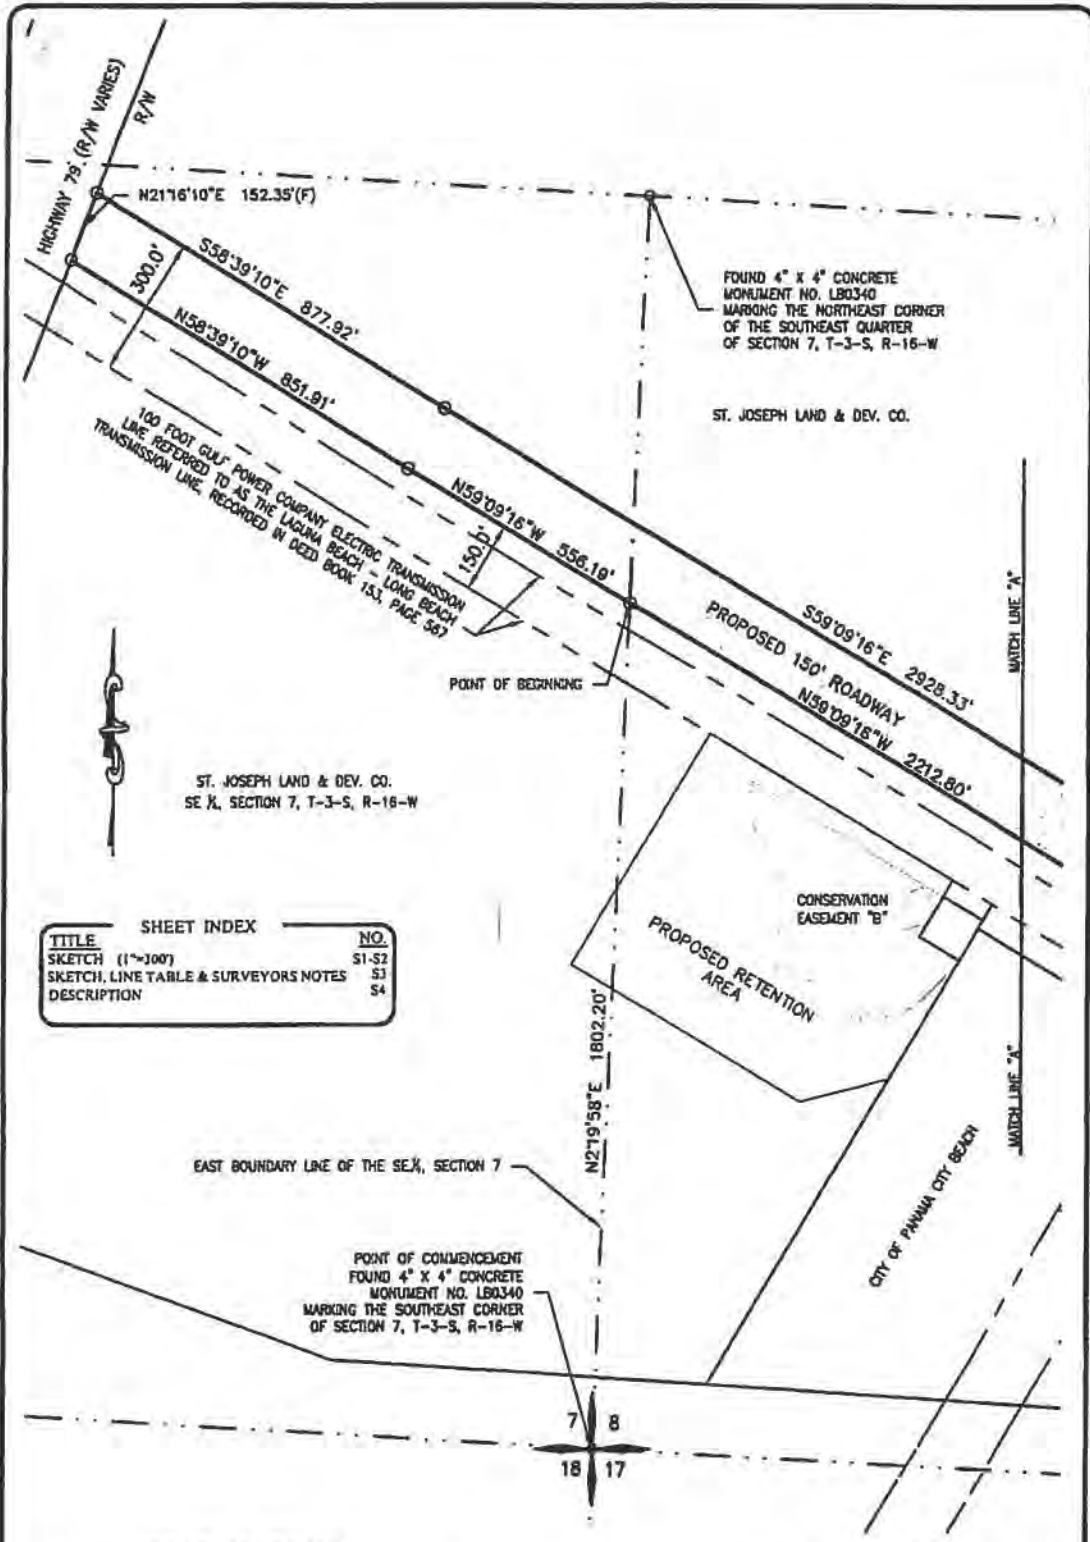 HIGHWAY 79 (R/W VARIES)
R/W
N21°16'10"E 152.35'(F)
S58°39'10"E 877.92'
300.0'
N58°39'10"W 851.91'
FOUND 4" X 4" CONCRETE
MONUMENT NO. LB0340
MARKING THE NORTHEAST CORNER
OF THE SOUTHEAST QUARTER
OF SECTION 7, T-3-S, R-16-W
ST. JOSEPH LAND & DEV. CO.
100 FOOT GULF POWER COMPANY ELECTRIC TRANSMISSION
LINE REFERRED TO AS THE LAGUNA BEACH - LONG BEACH
TRANSMISSION LINE, RECORDED IN DEED BOOK 153, PAGE 567
N59°09'16"W 556.19'
150.0'
MATCH LINE "A"
S59°09'16"E 2928.33'
PROPOSED 150' ROADWAY
N59°09'16"W 2212.80'
POINT OF BEGINNING
ST. JOSEPH LAND & DEV. CO.
SE ¼, SECTION 7, T-3-S, R-16-W
CONSERVATION
EASEMENT "B"
PROPOSED RETENTION
AREA
SHEET INDEX
TITLE NO.
SKETCH (1"=300') S1-S2
SKETCH, LINE TABLE & SURVEYORS NOTES S3
DESCRIPTION S4
N2°19'58"E 1802.20'
MATCH LINE "A"
EAST BOUNDARY LINE OF THE SE¼, SECTION 7
CITY OF PANAMA CITY BEACH
POINT OF COMMENCEMENT
FOUND 4" X 4" CONCRETE
MONUMENT NO. LB0340
MARKING THE SOUTHEAST CORNER
OF SECTION 7, T-3-S, R-16-W
7 8
18 17